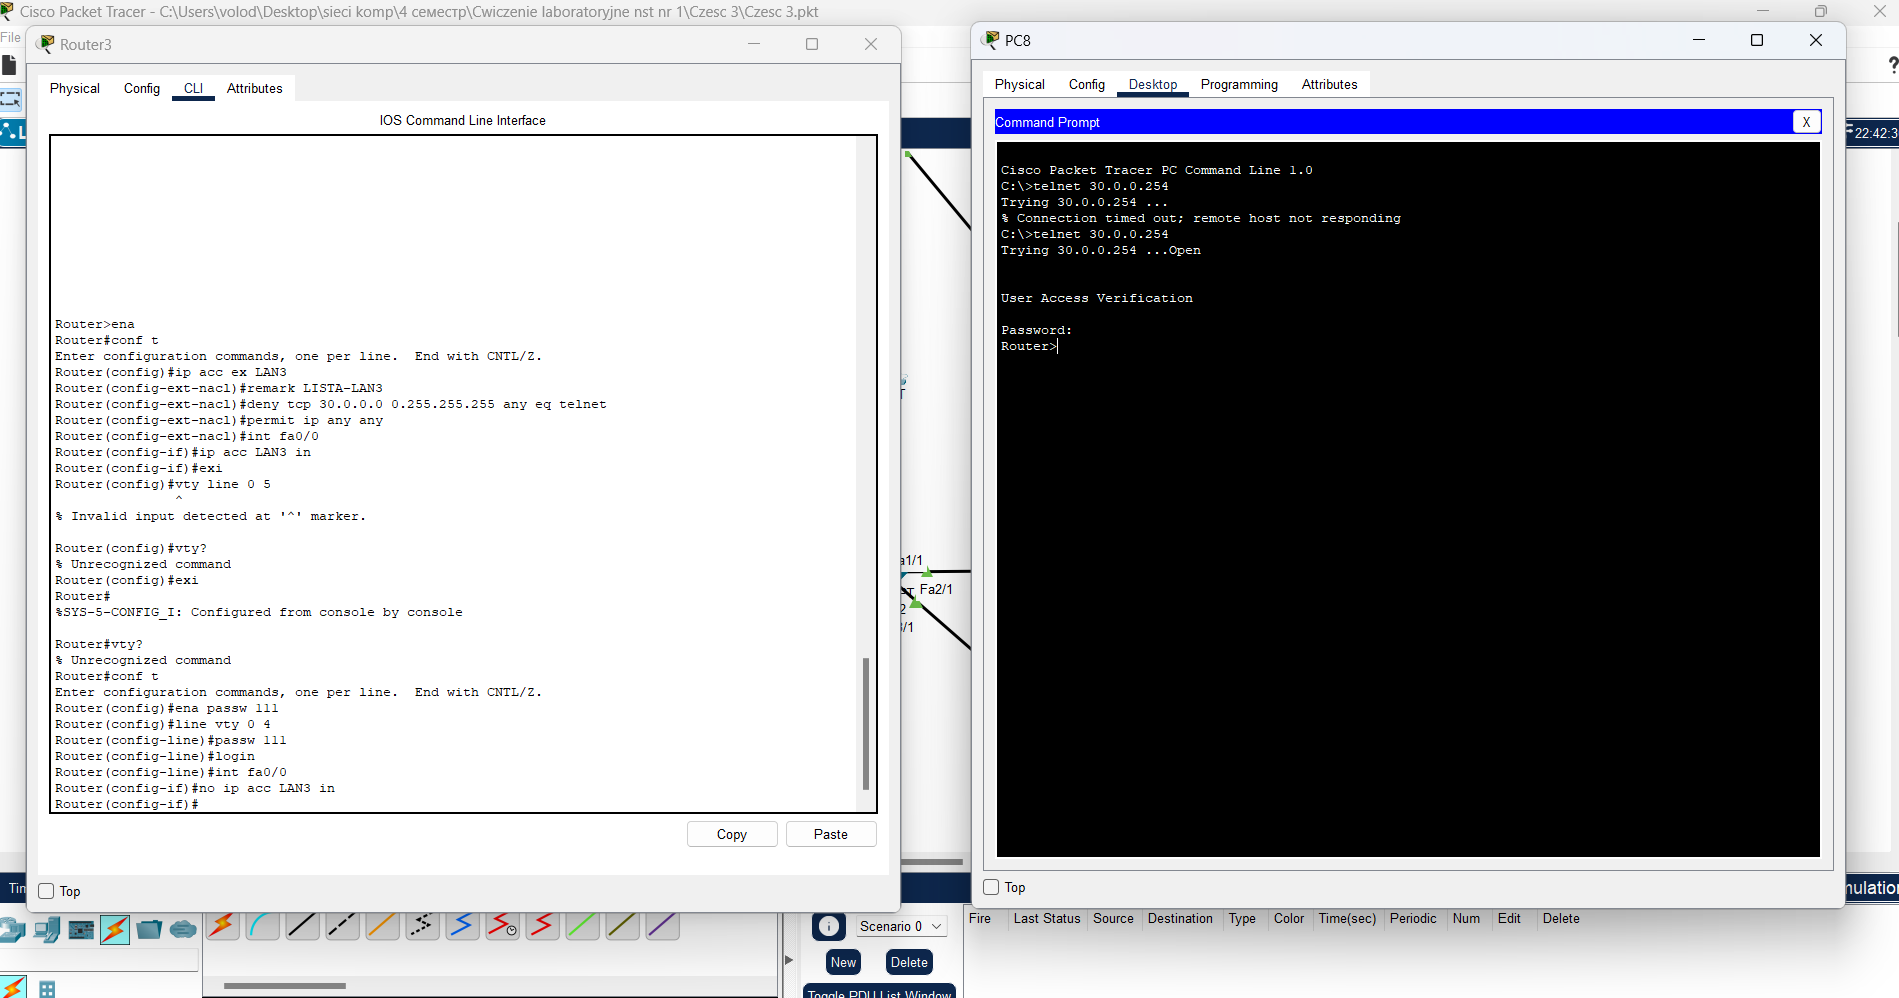 Cisco Packet Tracer - C:\Users\volod\Desktop\sieci komp\4 семестр\Cwiczenie laboratoryjne nst nr 1\Czesc 3\Czesc 3.pkt
File
Router3
Physical Config CLI Attributes
IOS Command Line Interface
Router>ena
Router#conf t
Enter configuration commands, one per line.  End with CNTL/Z.
Router(config)#ip acc ex LAN3
Router(config-ext-nacl)#remark LISTA-LAN3
Router(config-ext-nacl)#deny tcp 30.0.0.0 0.255.255.255 any eq telnet
Router(config-ext-nacl)#permit ip any any
Router(config-ext-nacl)#int fa0/0
Router(config-if)#ip acc LAN3 in
Router(config-if)#exi
Router(config)#vty line 0 5
^
% Invalid input detected at '^' marker.
Router(config)#vty?
% Unrecognized command
Router(config)#exi
Router#
%SYS-5-CONFIG_I: Configured from console by console
Router#vty?
% Unrecognized command
Router#conf t
Enter configuration commands, one per line.  End with CNTL/Z.
Router(config)#ena passw 111
Router(config)#line vty 0 4
Router(config-line)#passw 111
Router(config-line)#login
Router(config-line)#int fa0/0
Router(config-if)#no ip acc LAN3 in
Router(config-if)#
Copy Paste
Top
PC8
Physical Config Desktop Programming Attributes
Command Prompt X
Cisco Packet Tracer PC Command Line 1.0
C:\>telnet 30.0.0.254
Trying 30.0.0.254 ...
% Connection timed out; remote host not responding
C:\>telnet 30.0.0.254
Trying 30.0.0.254 ...Open
User Access Verification
Password:
Router>
Top
?
22:42:3
a1/1
Fa2/1
2
/1
Tim
mulation
Scenario 0
New Delete
Toggle PDU List Window
Fire Last Status Source Destination Type Color Time(sec) Periodic Num Edit Delete